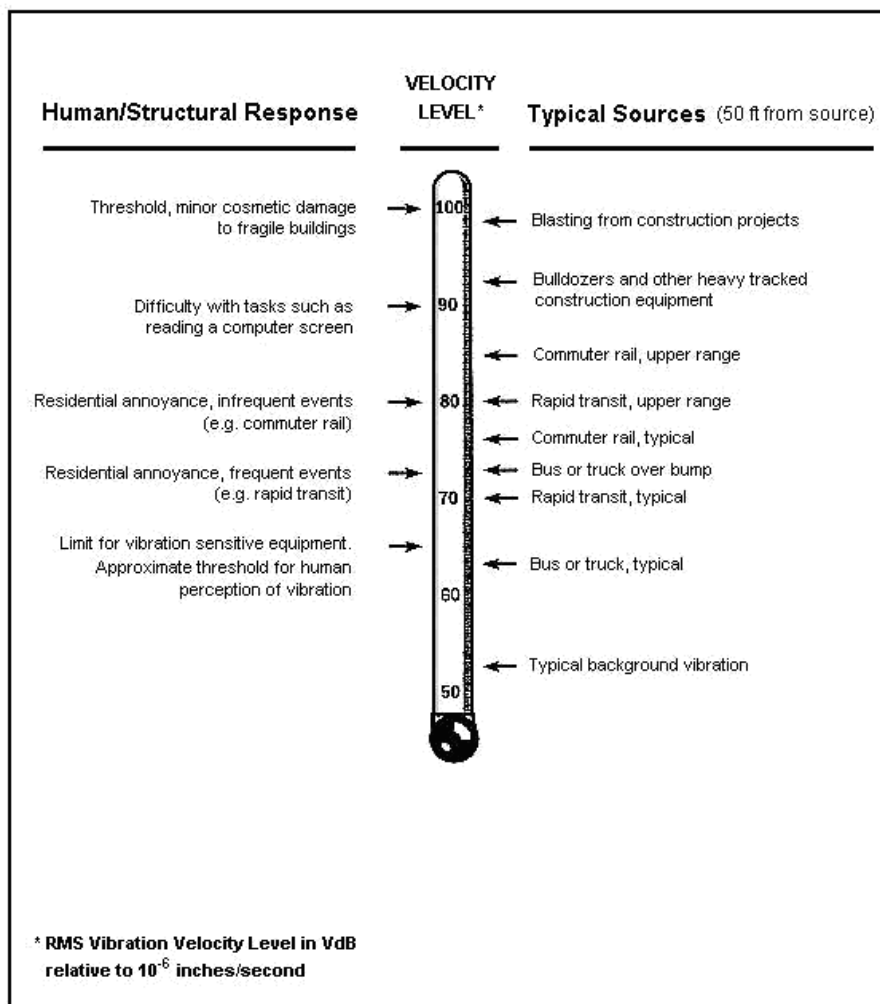 Human/Structural Response
Threshold, minor cosmetic damage
to fragile buildings
Difficulty with tasks such as
reading a computer screen
Residential annoyance, infrequent events
(e.g. commuter rail)
Residential annoyance, frequent events
(e.g. rapid transit)
Limit for vibration sensitive equipment.
Approximate threshold for human
perception of vibration
VELOCITY
LEVEL*
100
90
80
70
60
50
Typical Sources (50 ft from source)
Blasting from construction projects
Bulldozers and other heavy tracked
construction equipment
Commuter rail, upper range
Rapid transit, upper range
Commuter rail, typical
Bus or truck over bump
Rapid transit, typical
Bus or truck, typical
Typical background vibration
* RMS Vibration Velocity Level in VdB
relative to 10⁻⁶ inches/second